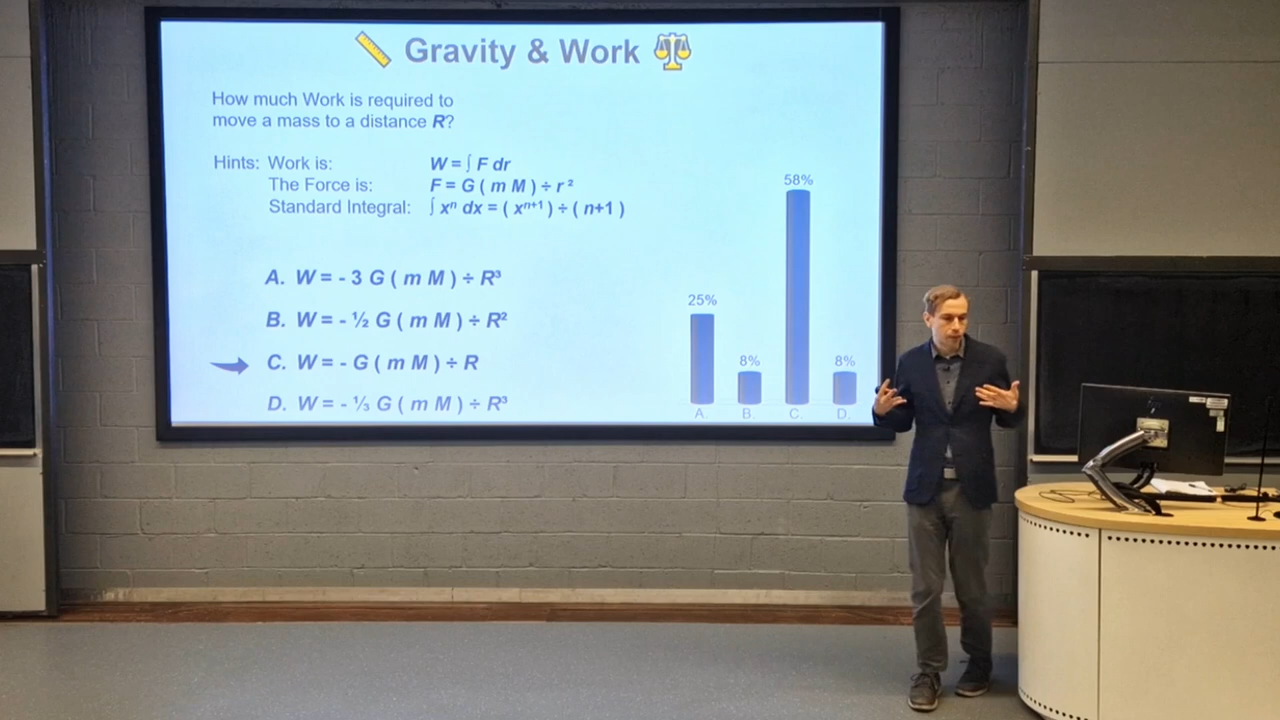 Gravity & Work
How much Work is required to
move a mass to a distance R?
Hints: Work is: W = ∫ F dr
The Force is: F = G ( m M ) ÷ r²
Standard Integral: ∫ xⁿ dx = ( xⁿ⁺¹ ) ÷ ( n+1 )
A. W = - 3 G ( m M ) ÷ R³
B. W = - ½ G ( m M ) ÷ R²
C. W = - G ( m M ) ÷ R
D. W = - ⅓ G ( m M ) ÷ R³
58%
25%
8% 8%
A. B. C. D.